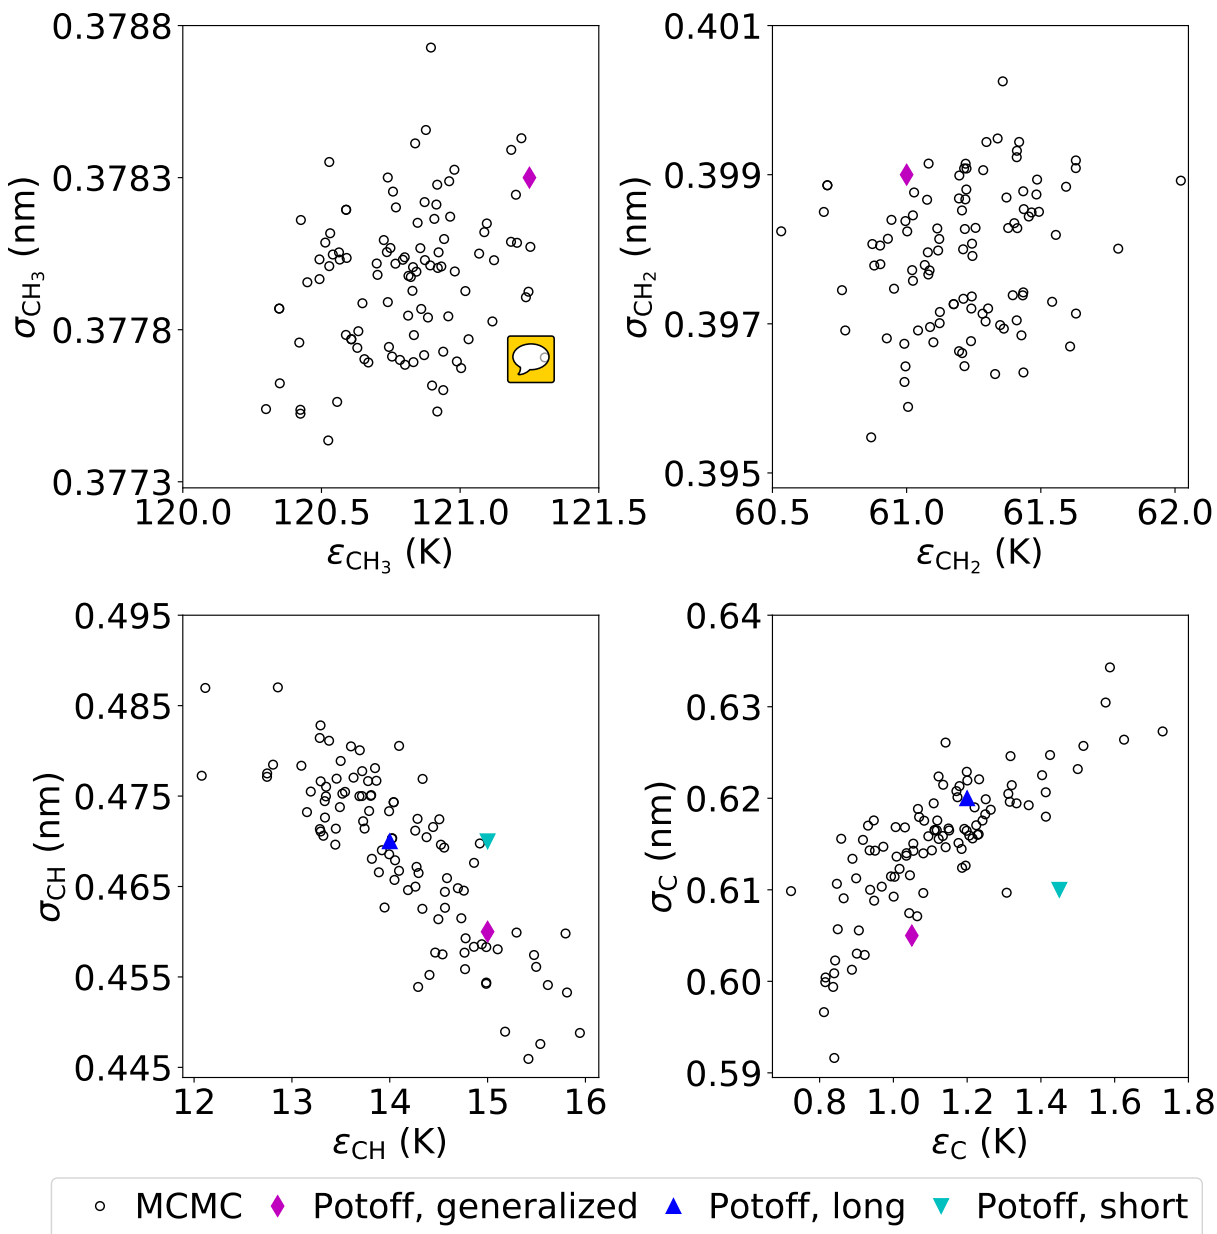 0.3788
0.3783
0.3778
0.3773
σCH₃ (nm)
120.0 120.5 121.0 121.5
εCH₃ (K)
0.401
0.399
0.397
0.395
σCH₂ (nm)
60.5 61.0 61.5 62.0
εCH₂ (K)
0.495
0.485
0.475
0.465
0.455
0.445
σCH (nm)
12 13 14 15 16
εCH (K)
0.64
0.63
0.62
0.61
0.60
0.59
σC (nm)
0.8 1.0 1.2 1.4 1.6 1.8
εC (K)
MCMC Potoff, generalized Potoff, long Potoff, short